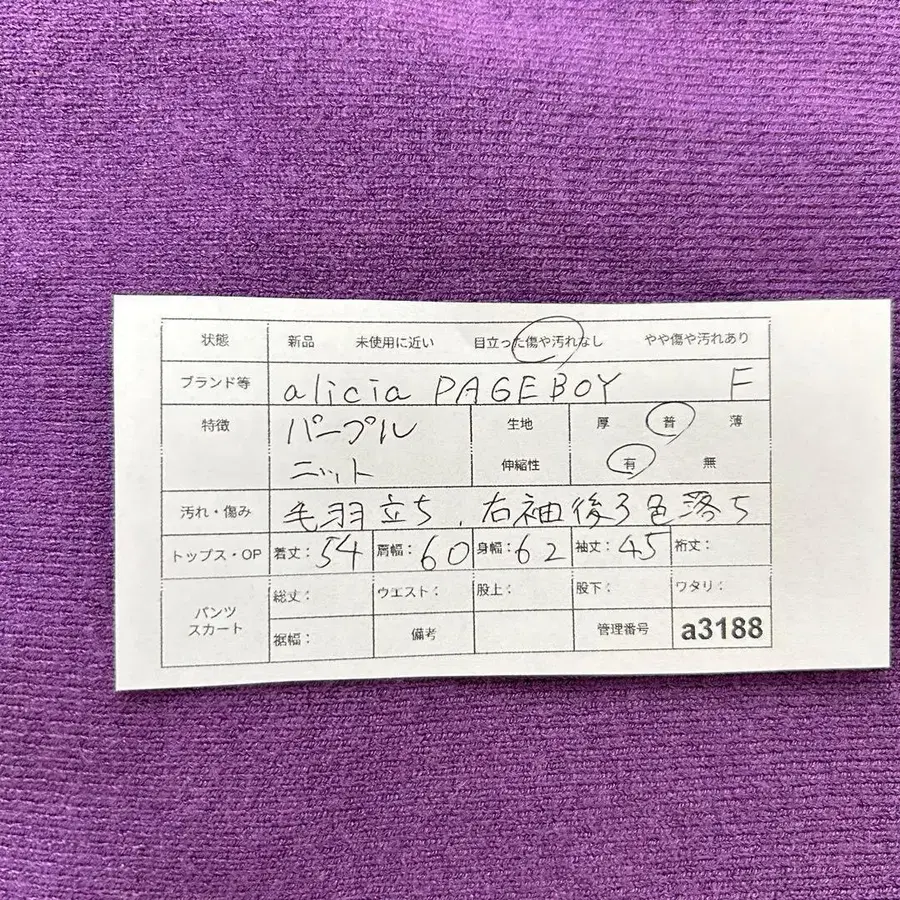 状態 新品 未使用に近い 目立った傷や汚れなし やや傷や汚れあり
ブランド等 alicia PAGEBOY F
特徴 パープル 生地 厚 普 薄
ニット 伸縮性 有 無
汚れ・傷み 毛羽立ち、右袖後ろ色落ち
トップス・OP 着丈：54 肩幅：60 身幅：62 袖丈：45 裄丈：
パンツ スカート 総丈： ウエスト： 股上： 股下： ワタリ：
裾幅： 備考 管理番号 a3188